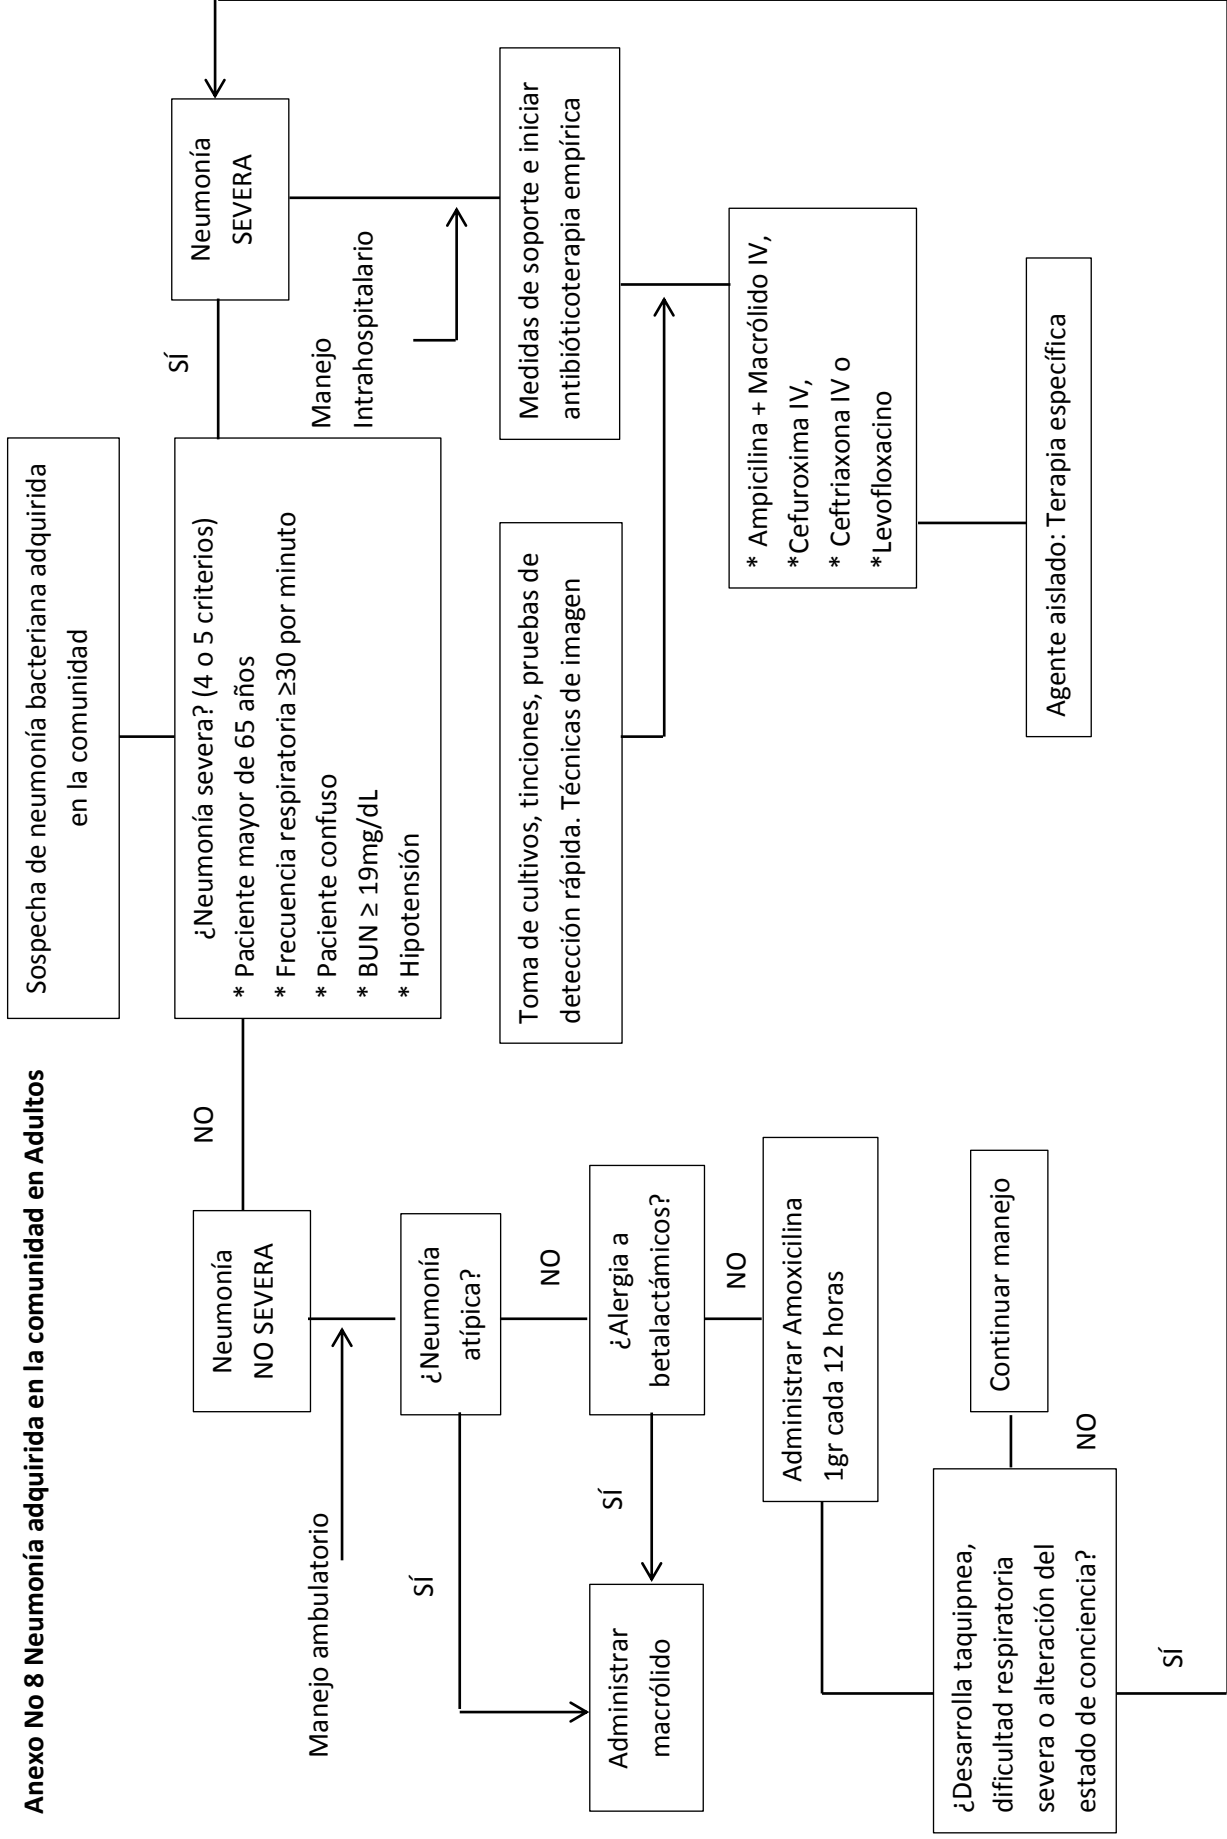 Anexo No 8 Neumonía adquirida en la comunidad en Adultos
Sospecha de neumonía bacteriana adquirida
en la comunidad
¿Neumonía severa? (4 o 5 criterios)
* Paciente mayor de 65 años
* Frecuencia respiratoria ≥30 por minuto
* Paciente confuso
* BUN ≥ 19mg/dL
* Hipotensión
NO
SÍ
Neumonía
NO SEVERA
Neumonía
SEVERA
Manejo ambulatorio
Manejo
Intrahospitalario
¿Neumonía
atípica?
Toma de cultivos, tinciones, pruebas de
detección rápida. Técnicas de imagen
Medidas de soporte e iniciar
antibióticoterapia empírica
SÍ
NO
¿Alergia a
betalactámicos?
SÍ
Administrar
macrólido
NO
* Ampicilina + Macrólido IV,
*Cefuroxima IV,
* Ceftriaxona IV o
*Levofloxacino
Administrar Amoxicilina
1gr cada 12 horas
¿Desarrolla taquipnea,
dificultad respiratoria
severa o alteración del
estado de conciencia?
Continuar manejo
NO
Agente aislado: Terapia específica
SÍ